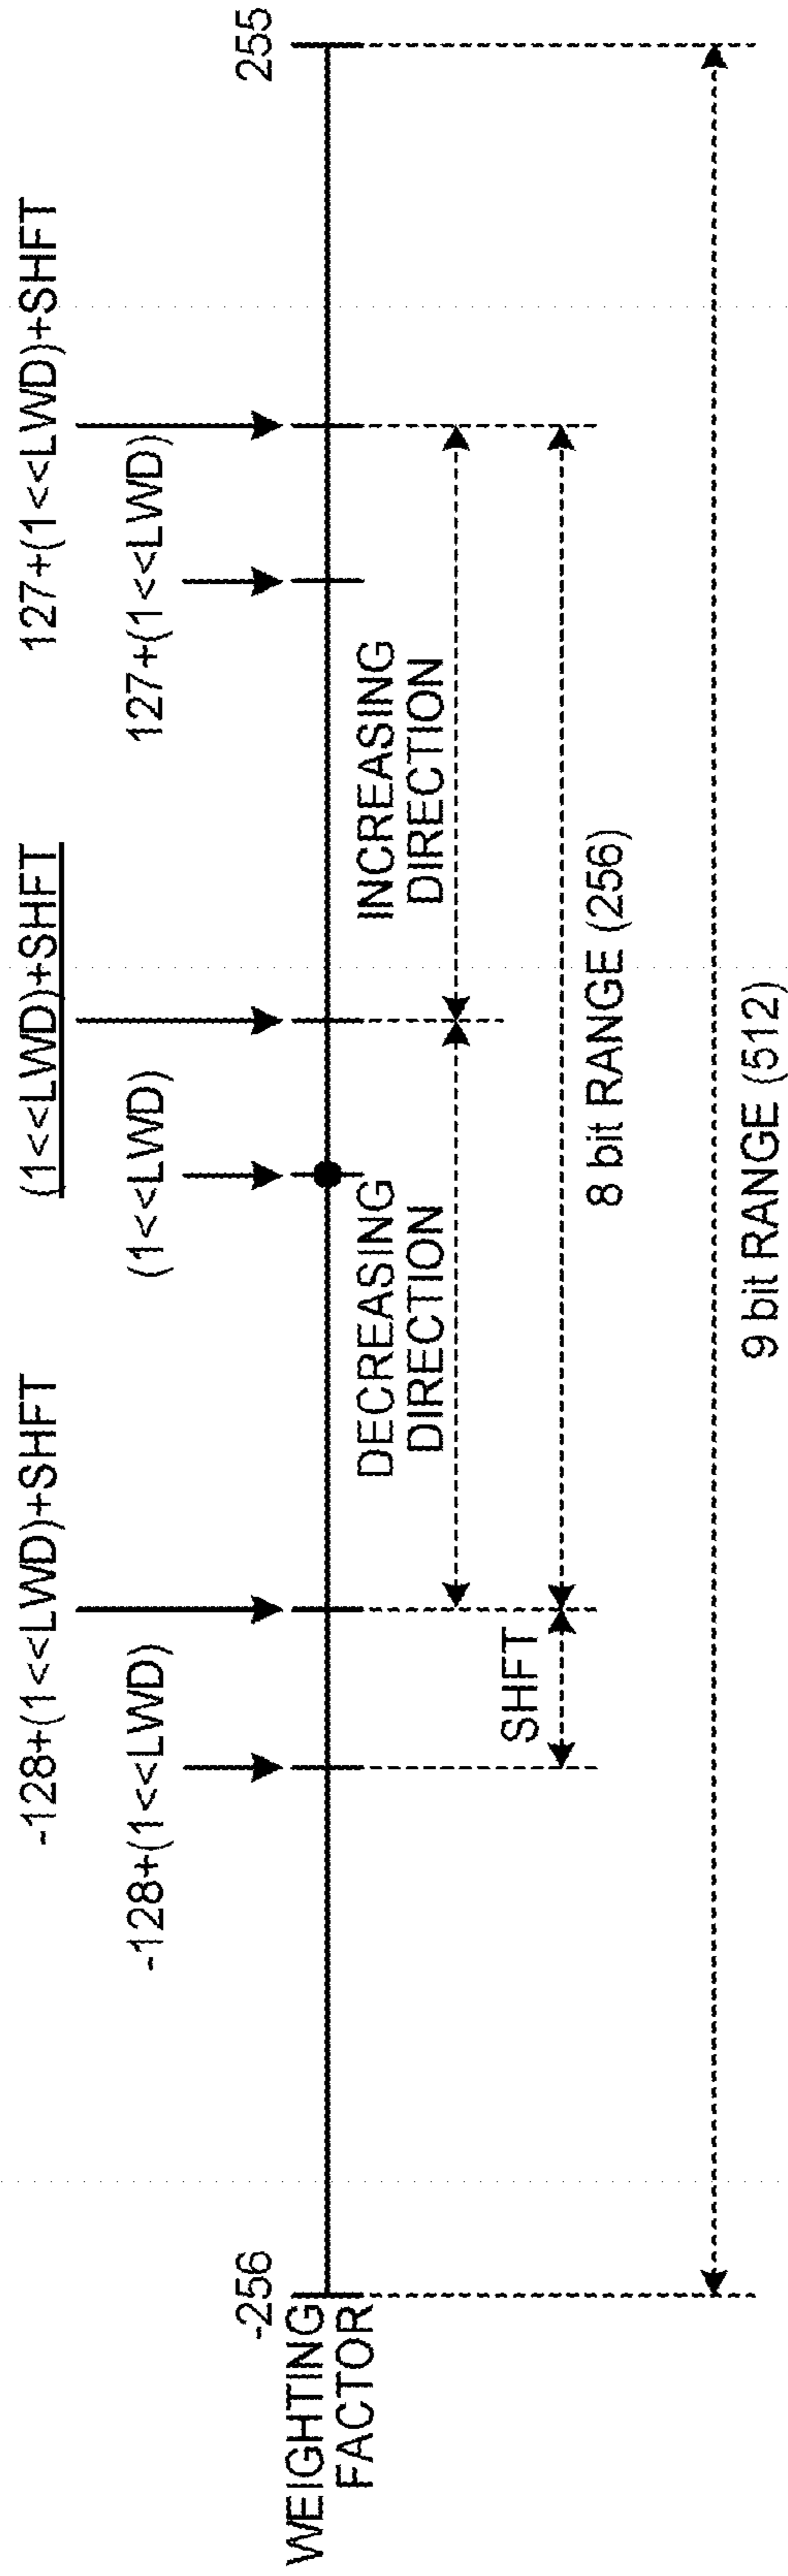 -128+(1<<LWD)+SHFT
(1<<LWD)+SHFT
127+(1<<LWD)+SHFT
-128+(1<<LWD)
(1<<LWD)
127+(1<<LWD)
-256
255
WEIGHTING
FACTOR
DECREASING
DIRECTION
INCREASING
DIRECTION
SHFT
8 bit RANGE (256)
9 bit RANGE (512)